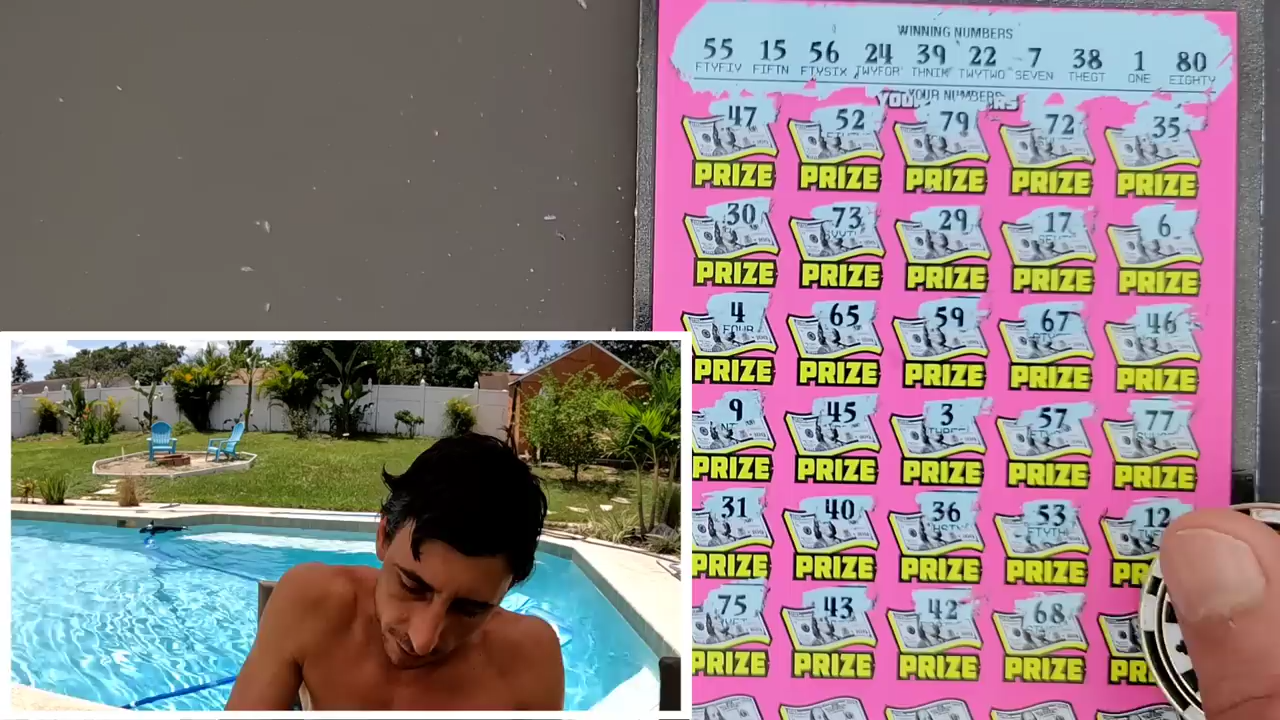 WINNING NUMBERS
55 15 56 24 39 22 7 38 1 80
FTYFIV FIFTN FTYSIX TWYFOR THNIN TWYTWO SEVEN THEGT ONE EIGHTY
YOUR NUMBERS
47 52 79 72 35
PRIZE PRIZE PRIZE PRIZE PRIZE
30 73 29 17 6
PRIZE PRIZE PRIZE PRIZE PRIZE
4 65 59 67 46
FOUR
PRIZE PRIZE PRIZE PRIZE PRIZE
9 45 3 57 77
PRIZE PRIZE PRIZE PRIZE PRIZE
31 40 36 53 12
FTYTH
PRIZE PRIZE PRIZE PRIZE
75 43 42 68
PRIZE PRIZE PRIZE PRIZE